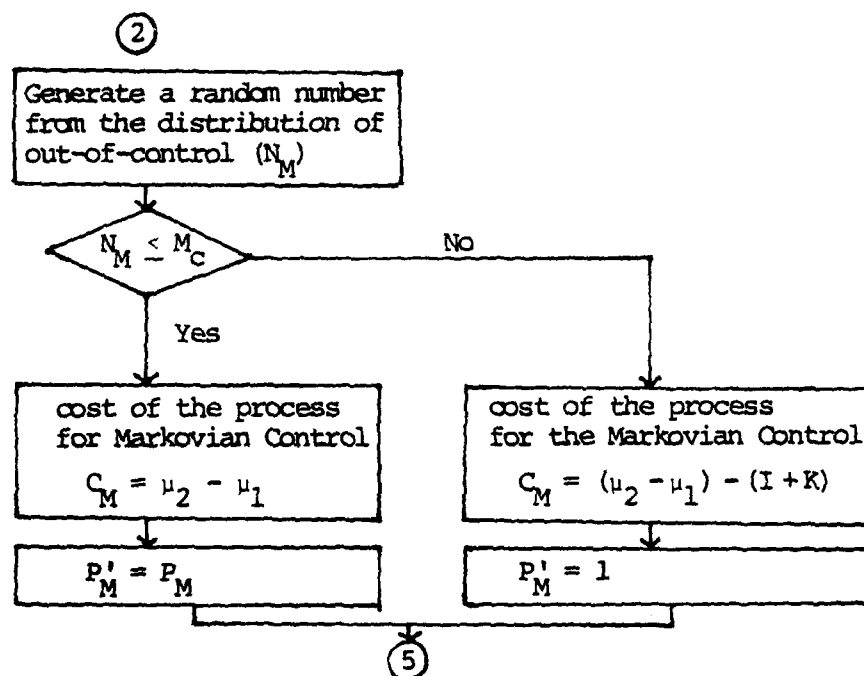 2
Generate a random number
from the distribution of
out-of-control (N_M)
N_M ≤ M_C
No
Yes
cost of the process
for Markovian Control
C_M = μ_2 - μ_1
cost of the process
for the Markovian Control
C_M = (μ_2 - μ_1) - (I + K)
P'_M = P_M
P'_M = 1
5